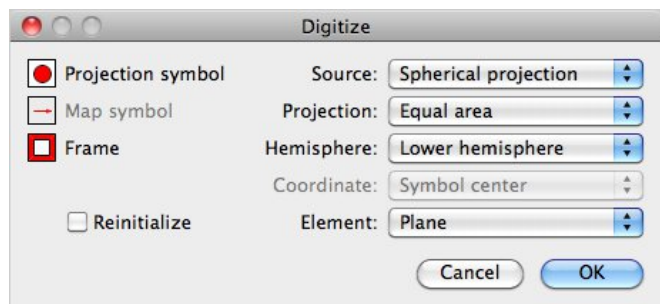 Digitize
Projection symbol Source: Spherical projection
Map symbol Projection: Equal area
Frame Hemisphere: Lower hemisphere
Coordinate: Symbol center
Reinitialize Element: Plane
Cancel OK